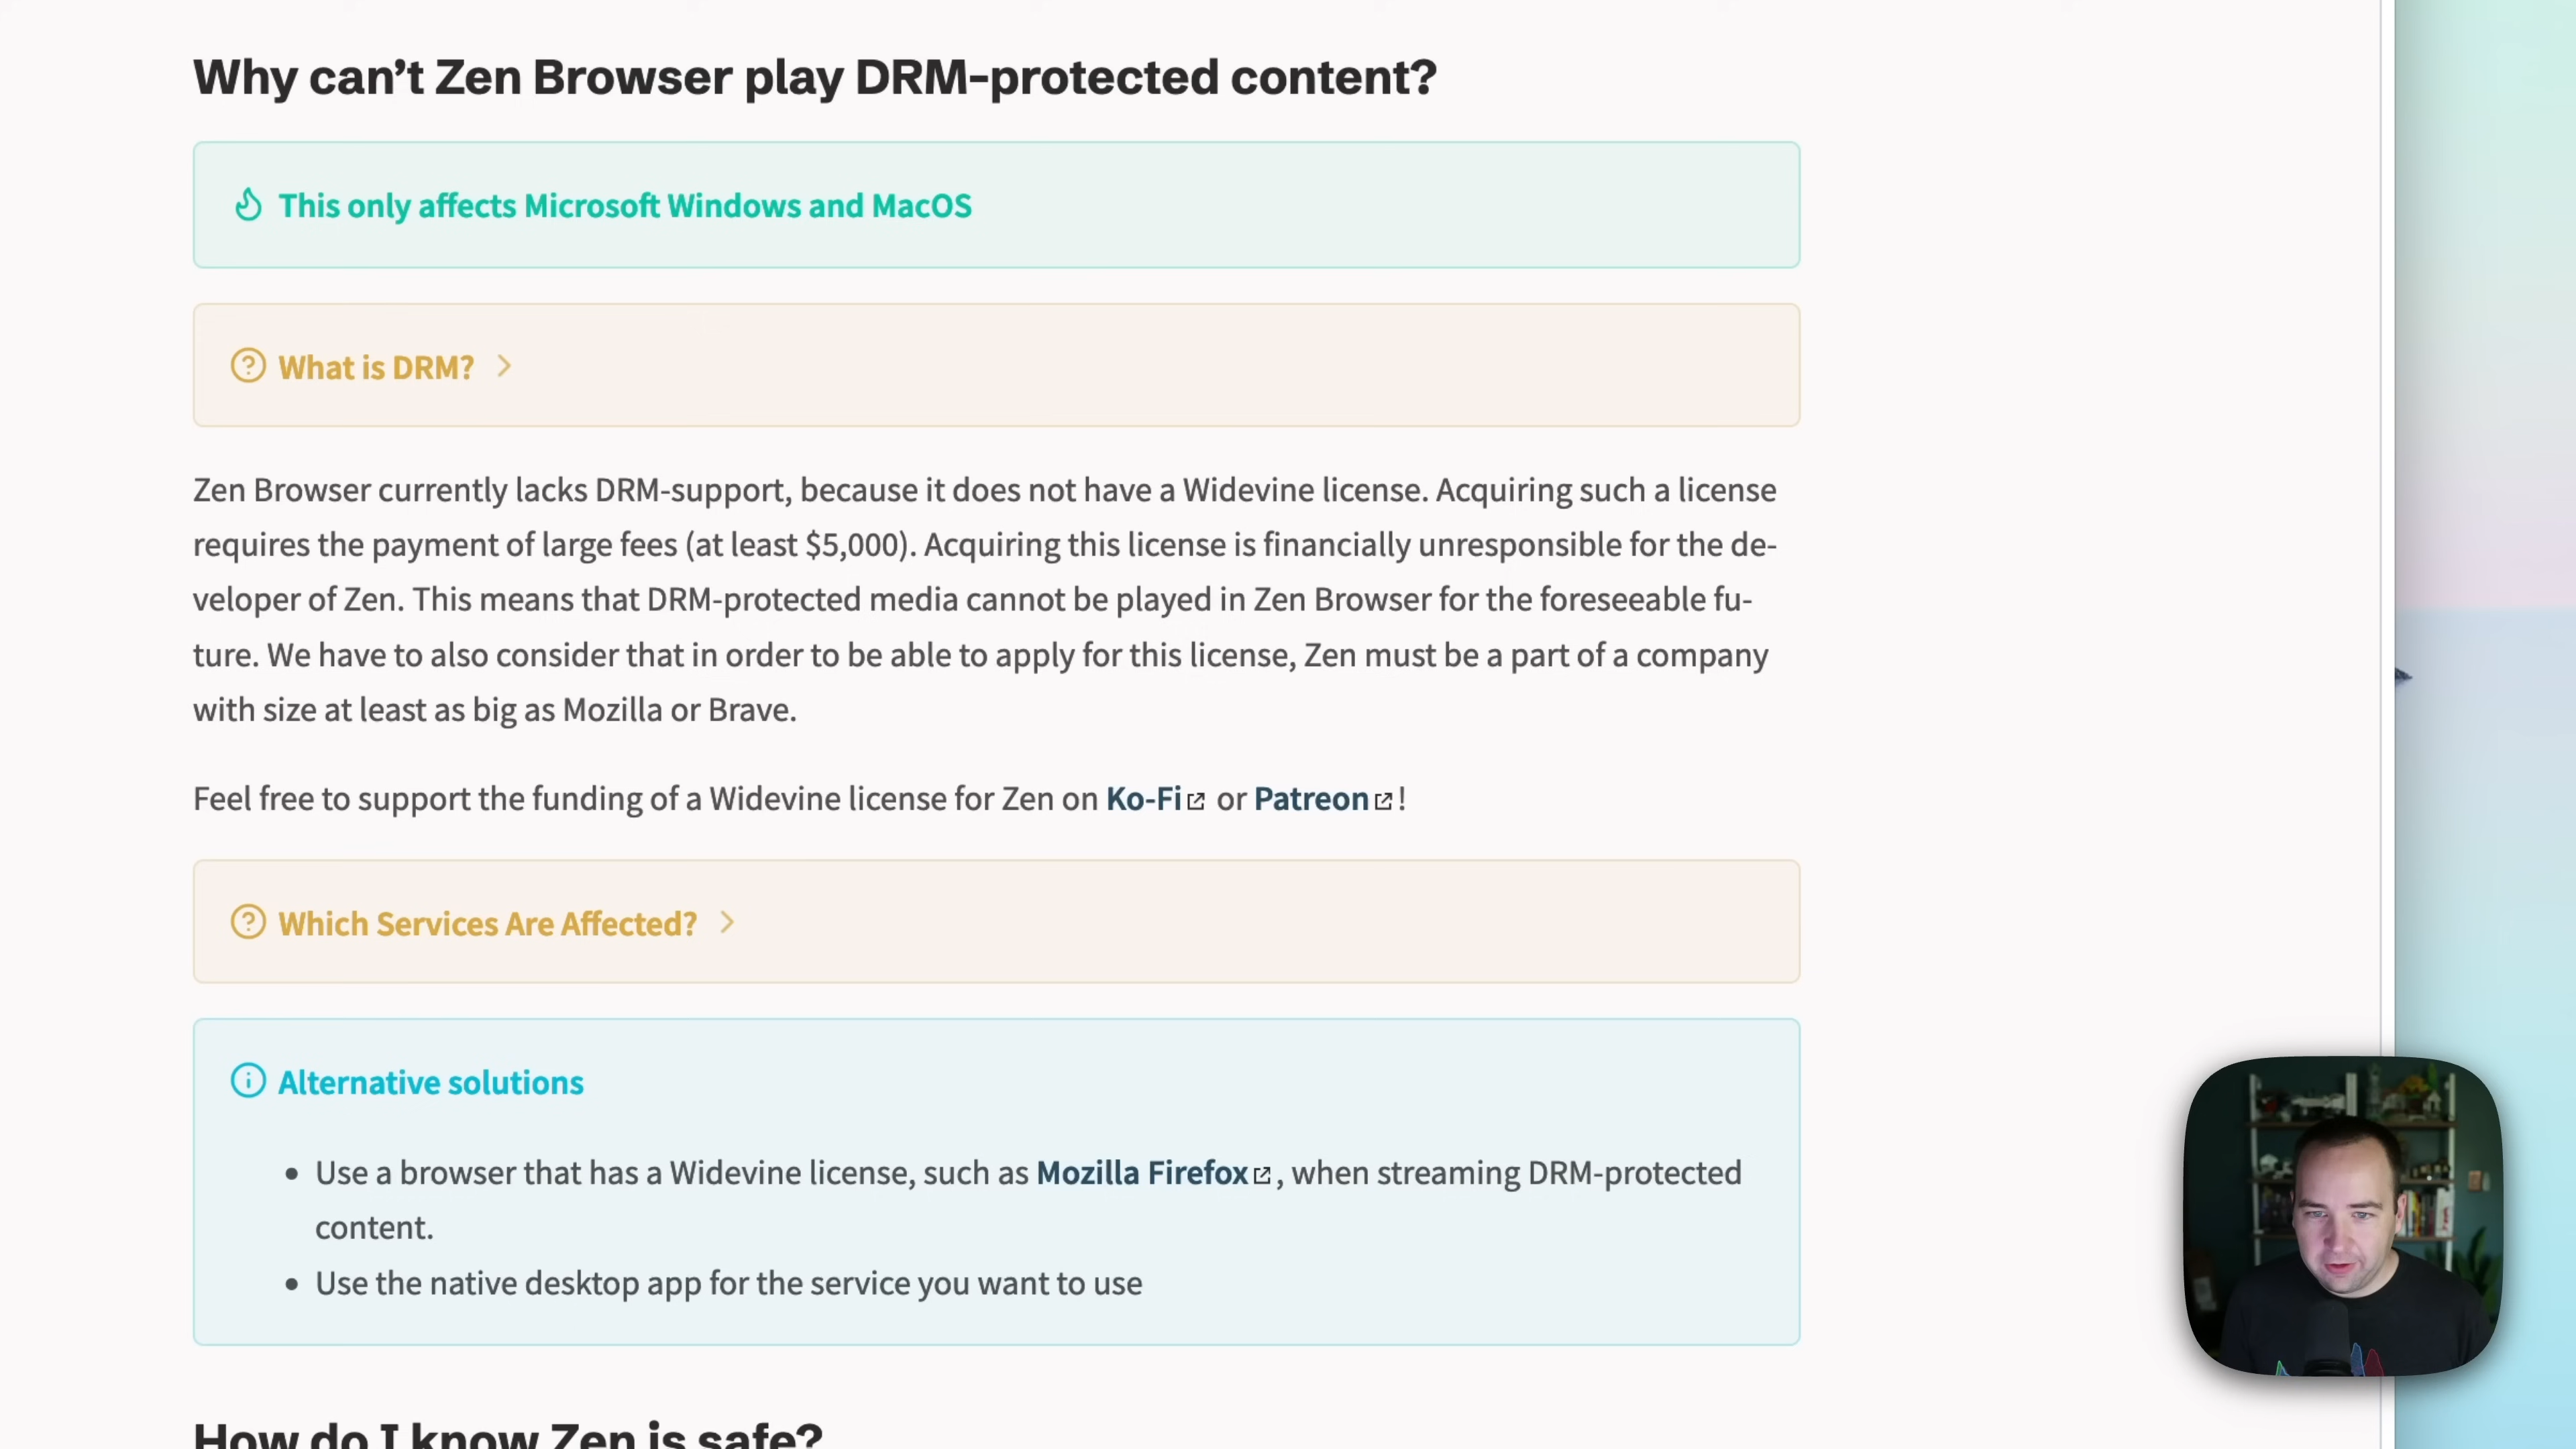 Why can’t Zen Browser play DRM-protected content?
This only affects Microsoft Windows and MacOS
What is DRM?
Zen Browser currently lacks DRM-support, because it does not have a Widevine license. Acquiring such a license
requires the payment of large fees (at least $5,000). Acquiring this license is financially unresponsible for the de-
veloper of Zen. This means that DRM-protected media cannot be played in Zen Browser for the foreseeable fu-
ture. We have to also consider that in order to be able to apply for this license, Zen must be a part of a company
with size at least as big as Mozilla or Brave.
Feel free to support the funding of a Widevine license for Zen on Ko-Fi or Patreon!
Which Services Are Affected?
Alternative solutions
• Use a browser that has a Widevine license, such as Mozilla Firefox, when streaming DRM-protected
content.
• Use the native desktop app for the service you want to use
How do I know Zen is safe?